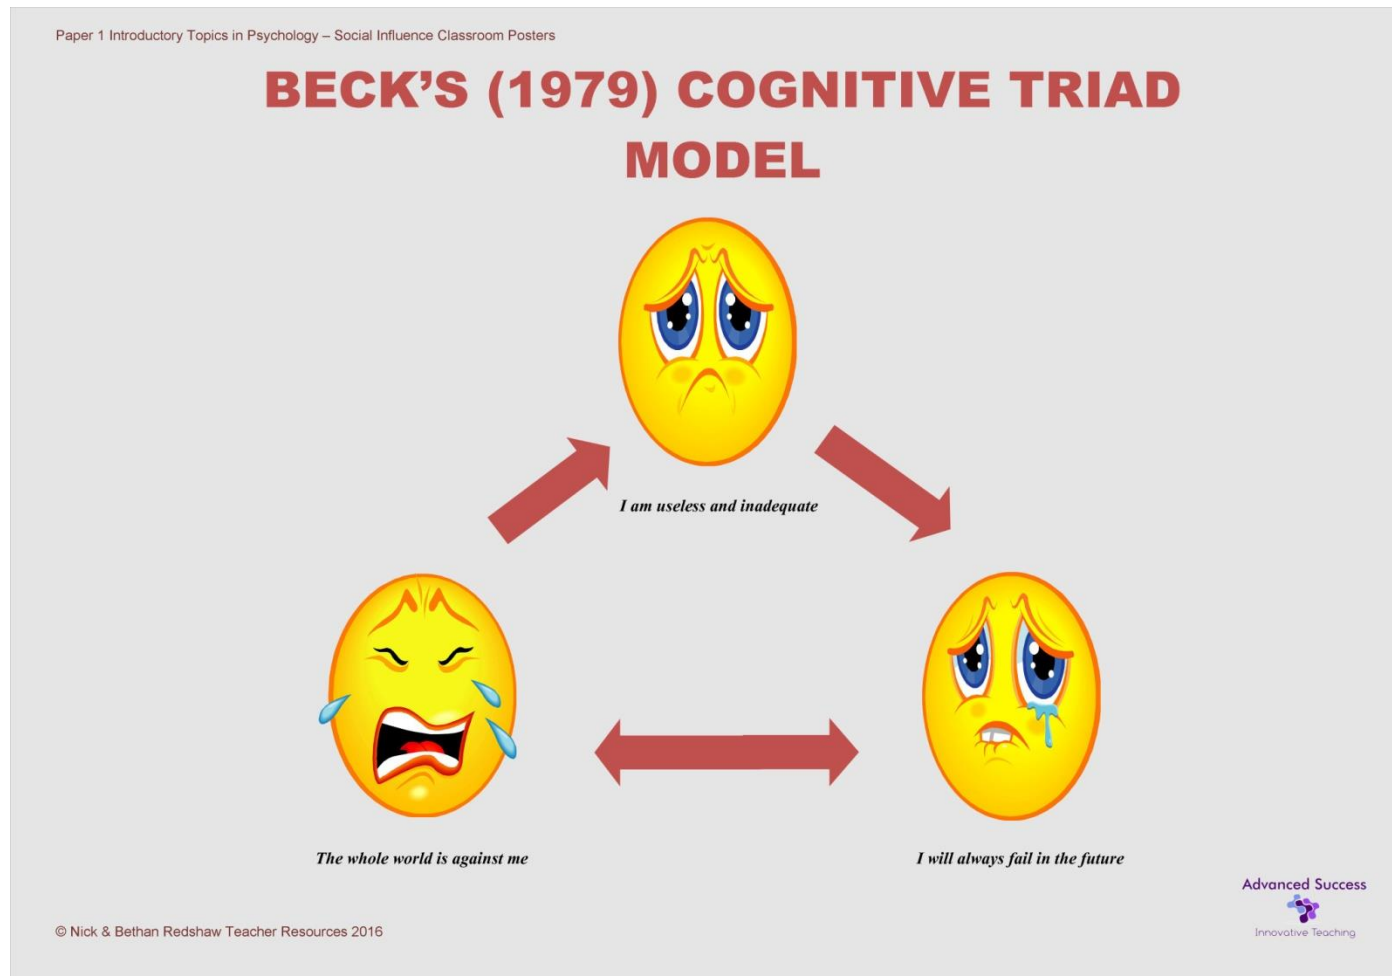 Paper 1 Introductory Topics in Psychology – Social Influence Classroom Posters
BECK’S (1979) COGNITIVE TRIAD
MODEL
I am useless and inadequate
The whole world is against me
I will always fail in the future
Advanced Success
Innovative Teaching
© Nick & Bethan Redshaw Teacher Resources 2016